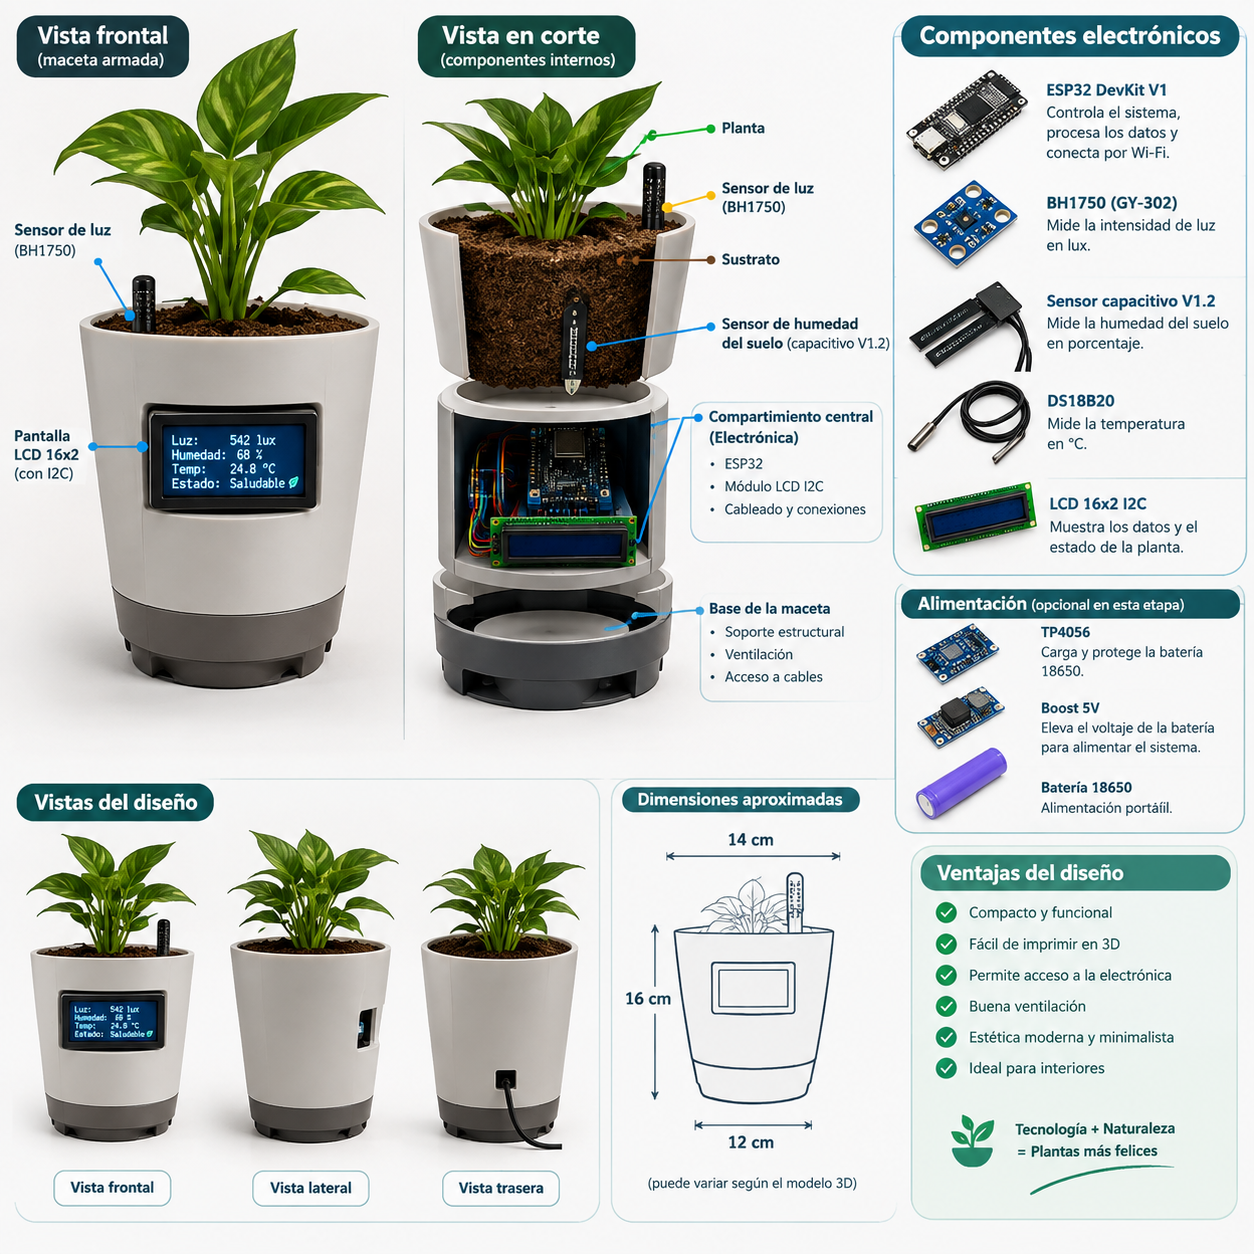 Vista frontal
(maceta armada)
Sensor de luz
(BH1750)
Pantalla
LCD 16x2
(con I2C)
Luz: 542 lux
Humedad: 68 %
Temp: 24.8 °C
Estado: Saludable
Vista en corte
(componentes internos)
Planta
Sensor de luz
(BH1750)
Sustrato
Sensor de humedad
del suelo (capacitivo V1.2)
Compartimiento central
(Electrónica)
• ESP32
• Módulo LCD I2C
• Cableado y conexiones
Base de la maceta
• Soporte estructural
• Ventilación
• Acceso a cables
Componentes electrónicos
ESP32 DevKit V1
Controla el sistema,
procesa los datos y
conecta por Wi-Fi.
BH1750 (GY-302)
Mide la intensidad de luz
en lux.
Sensor capacitivo V1.2
Mide la humedad del suelo
en porcentaje.
DS18B20
Mide la temperatura
en °C.
LCD 16x2 I2C
Muestra los datos y el
estado de la planta.
Alimentación (opcional en esta etapa)
TP4056
Carga y protege la batería
18650.
Boost 5V
Eleva el voltaje de la batería
para alimentar el sistema.
Batería 18650
Alimentación
Vistas del diseño
Luz: 542 lux
Humedad: 68 %
Temp: 24.8 °C
Estado: Saludable
Vista frontal
Vista lateral
Vista trasera
Dimensiones aproximadas
14 cm
16 cm
12 cm
(puede variar según el modelo 3D)
Ventajas del diseño
Compacto y funcional
Fácil de imprimir en 3D
Permite acceso a la electrónica
Buena ventilación
Estética moderna y minimalista
Ideal para interiores
Tecnología + Naturaleza
= Plantas más felices